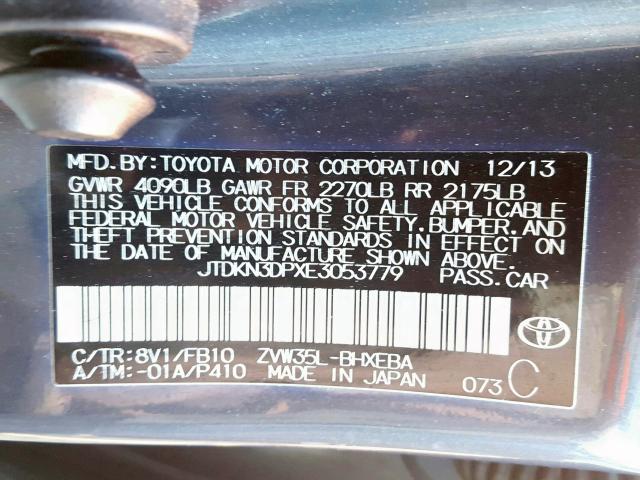 MFD.BY:TOYOTA MOTOR CORPORATION 12/13
GVWR 4090LB GAWR FR 2270LB RR 2175LB
THIS VEHICLE CONFORMS TO ALL APPLICABLE
FEDERAL MOTOR VEHICLE SAFETY.BUMPER.AND
THEFT PREVENTION STANDARDS IN EFFECT ON
THE DATE OF MANUFACTURE SHOWN ABOVE.
JTDKN3DPXE3053779 PASS.CAR
C/TR:8V1/FB10 ZVW35L-BHXEBA
A/TM:-01A/P410 MADE IN JAPAN 073 C